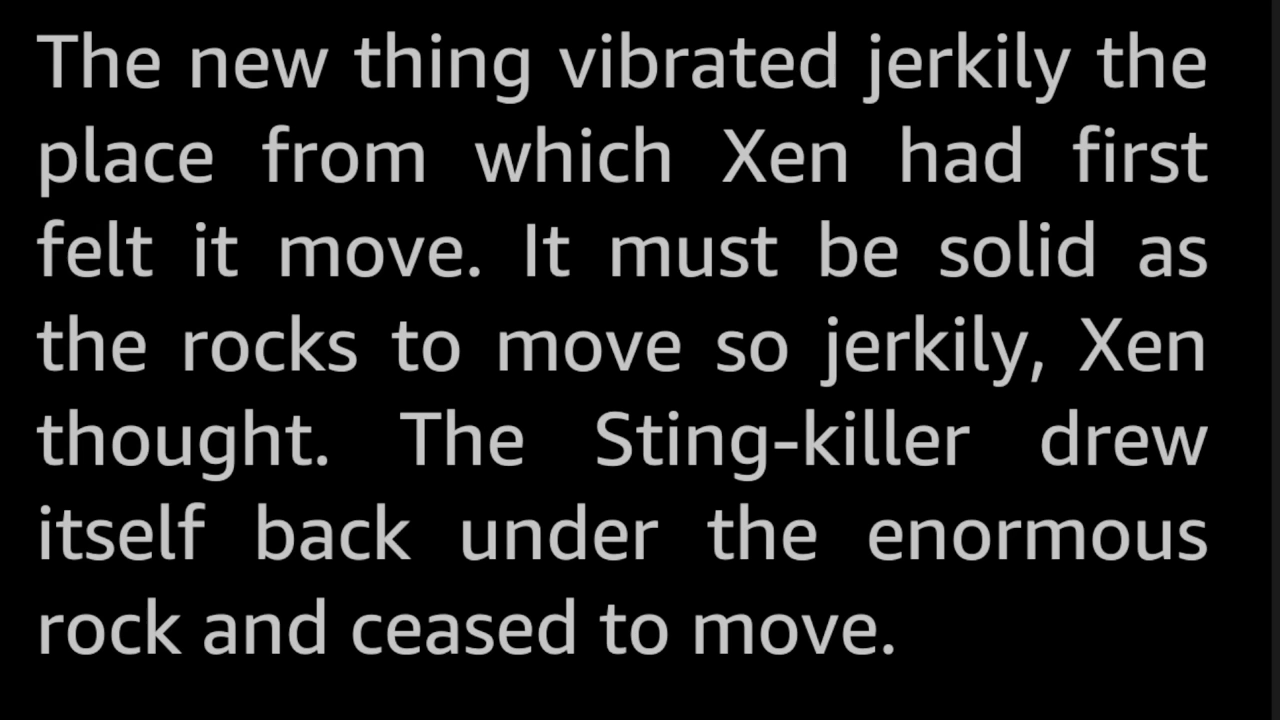 The new thing vibrated jerkily the
place from which Xen had first
felt it move. It must be solid as
the rocks to move so jerkily, Xen
thought. The Sting-killer drew
itself back under the enormous
rock and ceased to move.